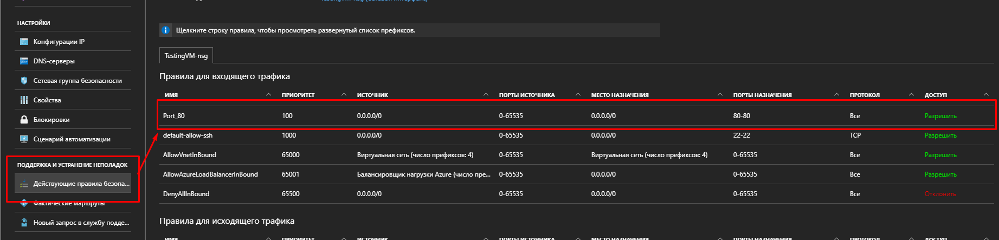 TestingVM-nsg (сетевой интерфейс)
НАСТРОЙКИ
Конфигурации IP
DNS-серверы
Сетевая группа безопасности
Свойства
Блокировки
Сценарий автоматизации
ПОДДЕРЖКА И УСТРАНЕНИЕ НЕПОЛАДОК
Действующие правила безопа...
Фактические маршруты
Новый запрос в службу подде...
Щелкните строку правила, чтобы просмотреть развернутый список префиксов.
TestingVM-nsg
Правила для входящего трафика
ИМЯ ПРИОРИТЕТ ИСТОЧНИК ПОРТЫ ИСТОЧНИКА МЕСТО НАЗНАЧЕНИЯ ПОРТЫ НАЗНАЧЕНИЯ ПРОТОКОЛ ДОСТУП
Port_80 100 0.0.0.0/0 0-65535 0.0.0.0/0 80-80 Все Разрешить
default-allow-ssh 1000 0.0.0.0/0 0-65535 0.0.0.0/0 22-22 TCP Разрешить
AllowVnetInBound 65000 Виртуальная сеть (число префиксов: 4) 0-65535 Виртуальная сеть (число префиксов: 4) 0-65535 Все Разрешить
AllowAzureLoadBalancerInBound 65001 Балансировщик нагрузки Azure (число пре... 0-65535 0.0.0.0/0 0-65535 Все Разрешить
DenyAllInBound 65500 0.0.0.0/0 0-65535 0.0.0.0/0 0-65535 Все Отклонить
Правила для исходящего трафика
ИМЯ ПРИОРИТЕТ ИСТОЧНИК ПОРТЫ ИСТОЧНИКА МЕСТО НАЗНАЧЕНИЯ ПОРТЫ НАЗНАЧЕНИЯ ПРОТОКОЛ ДОСТУП